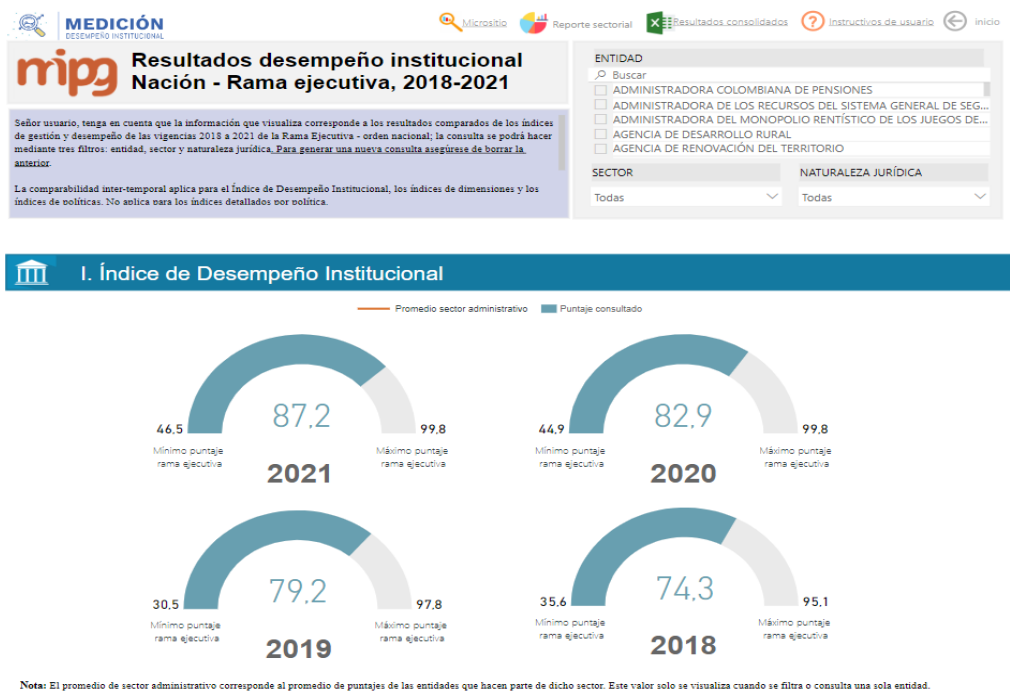 MEDICIÓN
DESEMPEÑO INSTITUCIONAL
Micrositio
Reporte sectorial
Resultados consolidados
Instructivos de usuario
inicio
mipg
Resultados desempeño institucional
Nación - Rama ejecutiva, 2018-2021
Señor usuario, tenga en cuenta que la información que visualiza corresponde a los resultados comparados de los índices
de gestión y desempeño de las vigencias 2018 a 2021 de la Rama Ejecutiva - orden nacional; la consulta se podrá hacer
mediante tres filtros: entidad, sector y naturaleza jurídica. Para generar una nueva consulta asegúrese de borrar la
anterior.
La comparabilidad inter-temporal aplica para el Índice de Desempeño Institucional, los índices de dimensiones y los
índices de políticas. No aplica para los índices detallados por política.
ENTIDAD
Buscar
ADMINISTRADORA COLOMBIANA DE PENSIONES
ADMINISTRADORA DE LOS RECURSOS DEL SISTEMA GENERAL DE SEG...
ADMINISTRADORA DEL MONOPOLIO RENTÍSTICO DE LOS JUEGOS DE...
AGENCIA DE DESARROLLO RURAL
AGENCIA DE RENOVACIÓN DEL TERRITORIO
SECTOR
Todas
NATURALEZA JURÍDICA
Todas
I. Índice de Desempeño Institucional
Promedio sector administrativo
Puntaje consultado
87,2
46,5
99,8
Mínimo puntaje
rama ejecutiva
Máximo puntaje
rama ejecutiva
2021
82,9
44,9
99,8
Mínimo puntaje
rama ejecutiva
Máximo puntaje
rama ejecutiva
2020
79,2
30,5
97,8
Mínimo puntaje
rama ejecutiva
Máximo puntaje
rama ejecutiva
2019
74,3
35,6
95,1
Mínimo puntaje
rama ejecutiva
Máximo puntaje
rama ejecutiva
2018
Nota: El promedio de sector administrativo corresponde al promedio de puntajes de las entidades que hacen parte de dicho sector. Este valor solo se visualiza cuando se filtra o consulta una sola entidad.